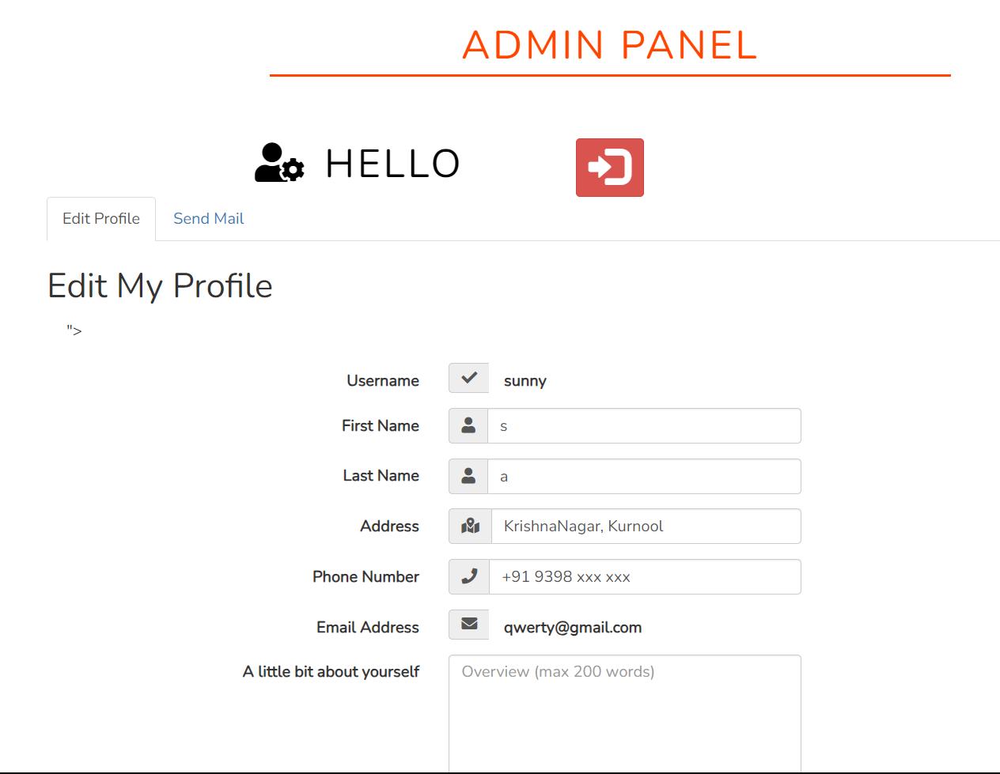 ADMIN PANEL
HELLO
Edit Profile Send Mail
Edit My Profile
">
Username sunny
First Name s
Last Name a
Address KrishnaNagar, Kurnool
Phone Number +91 9398 xxx xxx
Email Address qwerty@gmail.com
A little bit about yourself Overview (max 200 words)